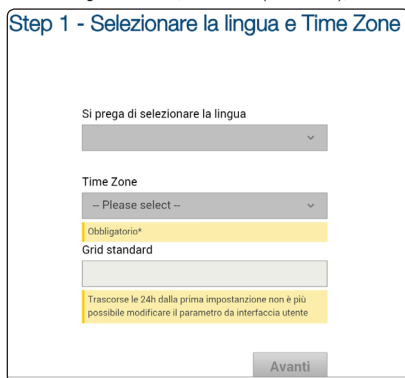 Step 1 - Selezionare la lingua e Time Zone
Si prega di selezionare la lingua
Time Zone
-- Please select --
Obbligatorio*
Grid standard
Trascorse le 24h dalla prima impostanzione non è più
possibile modificare il parametro da interfaccia utente
Avanti